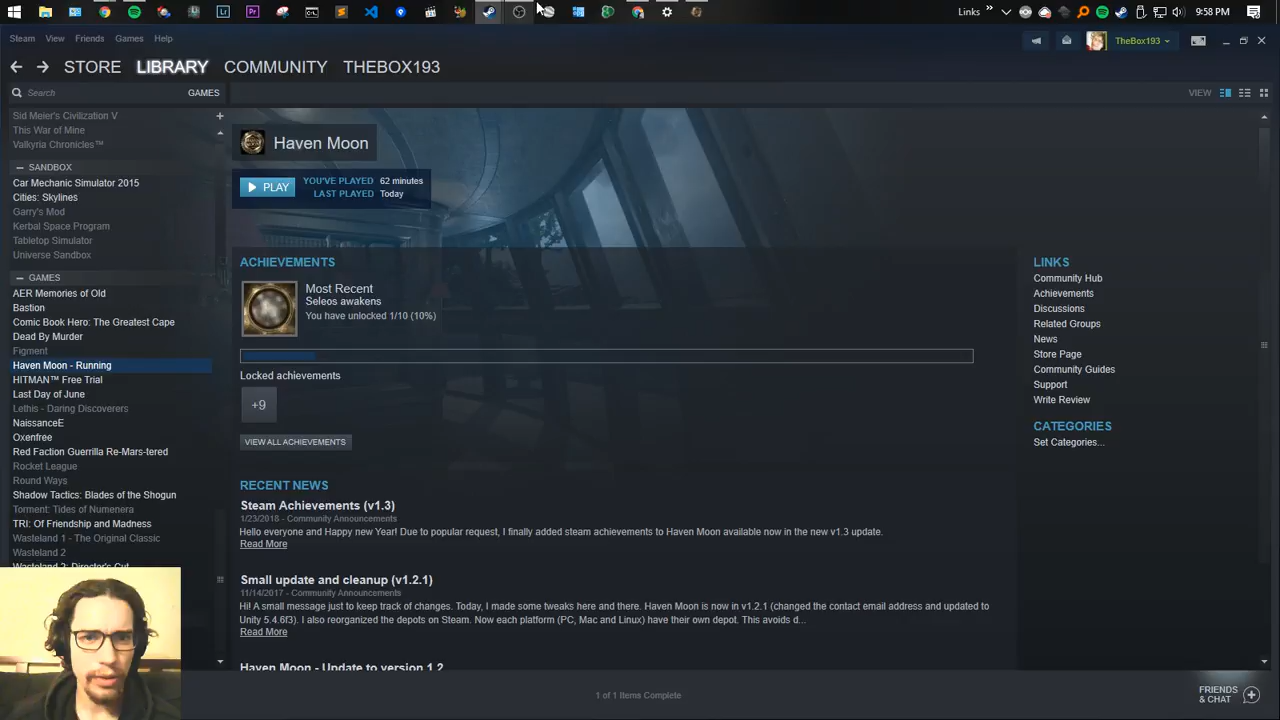 Links
9:58 PM
Steam View Friends Games Help
TheBox193
STORE LIBRARY COMMUNITY THEBOX193
Search GAMES
VIEW
Sid Meier's Civilization V
This War of Mine
Valkyria Chronicles™
SANDBOX
Car Mechanic Simulator 2015
Cities: Skylines
Garry's Mod
Kerbal Space Program
Tabletop Simulator
Universe Sandbox
GAMES
AER Memories of Old
Bastion
Comic Book Hero: The Greatest Cape
Dead By Murder
Figment
Haven Moon - Running
HITMAN™ Free Trial
Last Day of June
Lethis - Daring Discoverers
NaissanceE
Oxenfree
Red Faction Guerrilla Re-Mars-tered
Rocket League
Round Ways
Shadow Tactics: Blades of the Shogun
Torment: Tides of Numenera
TRI: Of Friendship and Madness
Wasteland 1 - The Original Classic
Wasteland 2
Wasteland 2: Director's Cut
Haven Moon
PLAY
YOU'VE PLAYED 62 minutes
LAST PLAYED Today
ACHIEVEMENTS
Most Recent
Seleos awakens
You have unlocked 1/10 (10%)
Locked achievements
+9
VIEW ALL ACHIEVEMENTS
RECENT NEWS
Steam Achievements (v1.3)
1/23/2018 - Community Announcements
Hello everyone and Happy new Year! Due to popular request, I finally added steam achievements to Haven Moon available now in the new v1.3 update.
Read More
Small update and cleanup (v1.2.1)
11/14/2017 - Community Announcements
Hi! A small message just to keep track of changes. Today, I made some tweaks here and there. Haven Moon is now in v1.2.1 (changed the contact email address and updated to
Unity 5.4.6f3). I also reorganized the depots on Steam. Now each platform (PC, Mac and Linux) have their own depot. This avoids d...
Read More
Haven Moon - Update to version 1.2
LINKS
Community Hub
Achievements
Discussions
Related Groups
News
Store Page
Community Guides
Support
Write Review
CATEGORIES
Set Categories...
1 of 1 Items Complete
FRIENDS
& CHAT